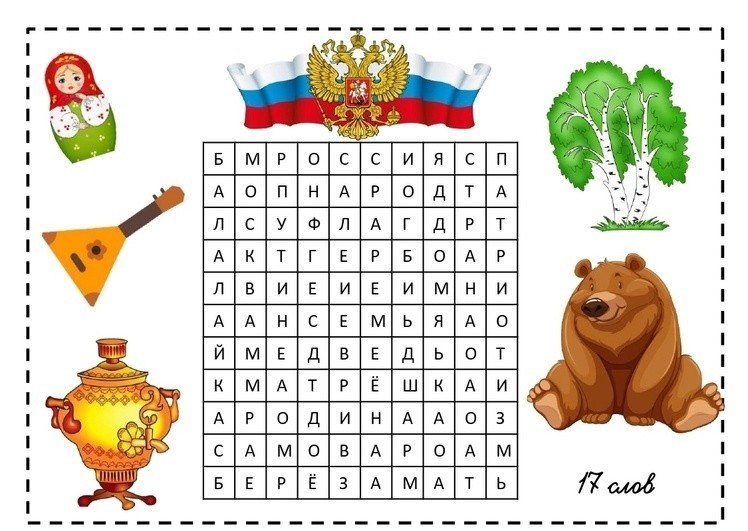 Б М Р О С С И Я С П
А О П Н А Р О Д Т А
Л С У Ф Л А Г Д Р Т
А К Т Г Е Р Б О А Р
Л В И Е И Е И М Н И
А А Н С Е М Ь Я А О
Й М Е Д В Е Д Ь О Т
К М А Т Р Ё Ш К А И
А Р О Д И Н А А О З
С А М О В А Р О А М
Б Е Р Ё З А М А Т Ь
17 слов